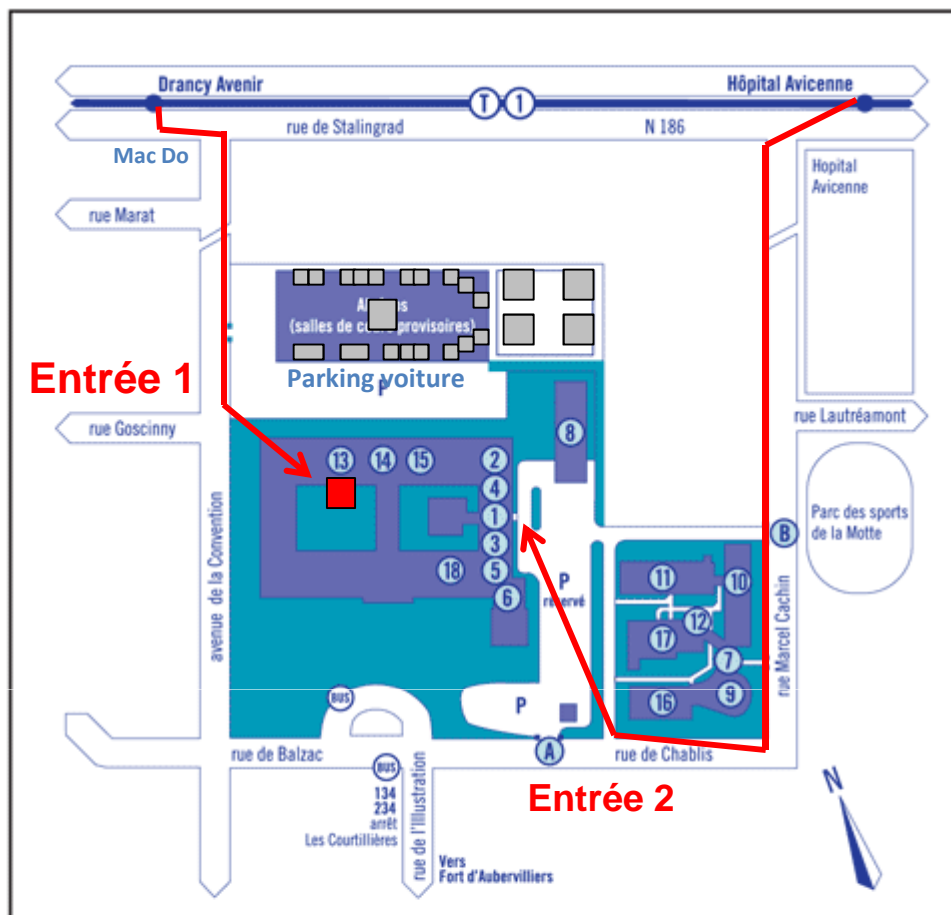 Drancy Avenir
Hôpital Avicenne
T 1
rue de Stalingrad
N 186
Mac Do
Hopital
Avicenne
rue Marat
(salles de provisoires)
Parking voiture
P
Entrée 1
rue Goscinny
rue Lautréamont
8
13 14 15 2
4
1
3
18 5
6
Parc des sports
de la Motte
B
P
réservé
11 10
12
17
7
16 9
avenue de la Convention
rue Marcel Cachin
BUS
P
A
rue de Balzac
rue de Chablis
BUS
134
234
arrêt
Les Courtillières
rue de l'Illustration
Entrée 2
N
Vers
Fort d'Aubervilliers